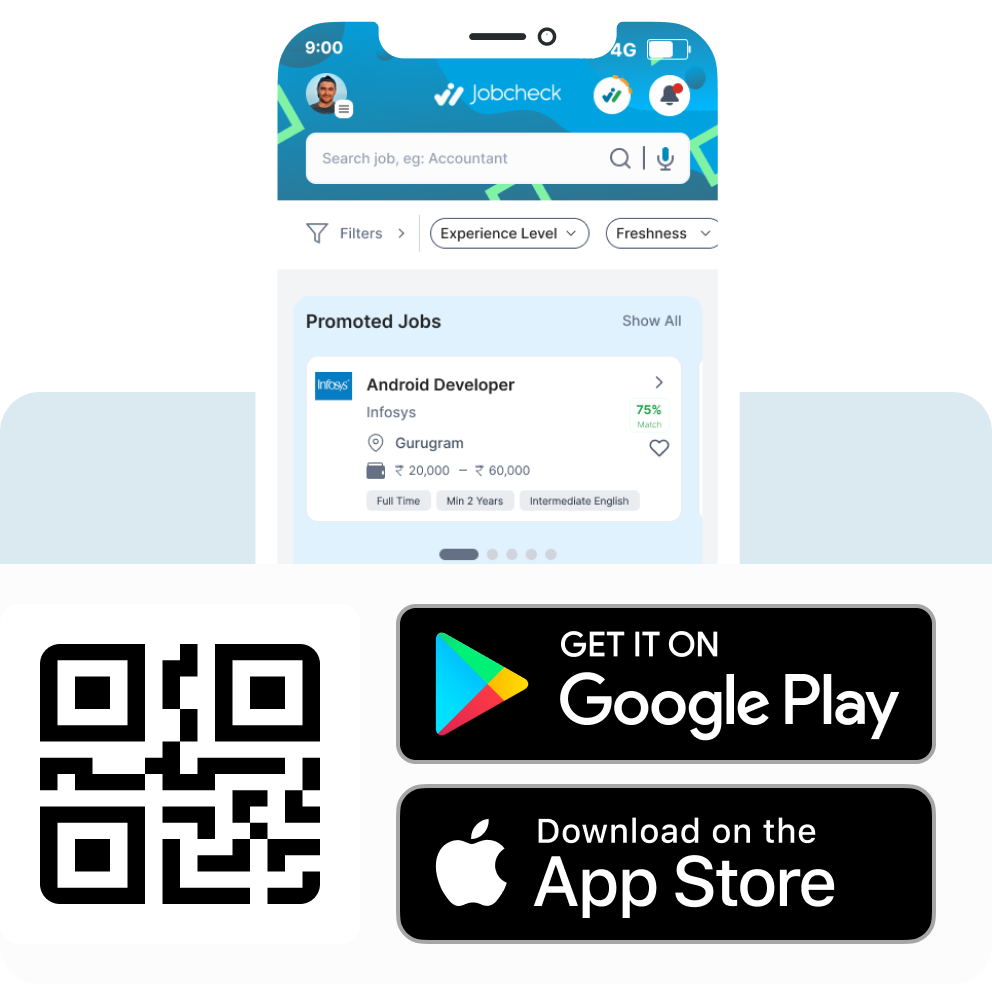 9:00
4G
Jobcheck
Search job, eg: Accountant
Filters
Experience Level
Freshness
Promoted Jobs
Show All
Infosys
Android Developer
Infosys
75%
Match
Gurugram
₹ 20,000 – ₹ 60,000
Full Time
Min 2 Years
Intermediate English
GET IT ON
Google Play
Download on the
App Store